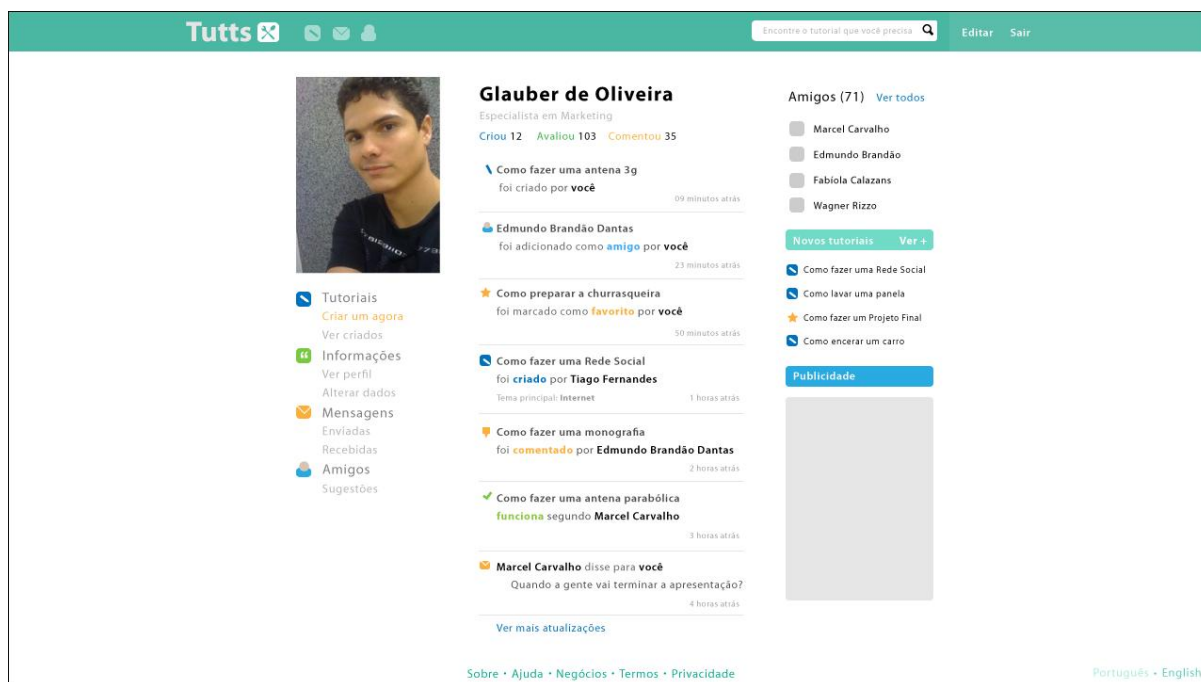 Tutts
Encontre o tutorial que você precisa
Editar Sair
Glauber de Oliveira
Especialista em Marketing
Criou 12 Avaliou 103 Comentou 35
Como fazer uma antena 3g
foi criado por você
09 minutos atrás
Edmundo Brandão Dantas
foi adicionado como amigo por você
23 minutos atrás
Como preparar a churrasqueira
foi marcado como favorito por você
50 minutos atrás
Como fazer uma Rede Social
foi criado por Tiago Fernandes
Tema principal: Internet 1 horas atrás
Como fazer uma monografia
foi comentado por Edmundo Brandão Dantas
2 horas atrás
Como fazer uma antena parabólica
funciona segundo Marcel Carvalho
3 horas atrás
Marcel Carvalho disse para você
Quando a gente vai terminar a apresentação?
4 horas atrás
Ver mais atualizações
Tutoriais
Criar um agora
Ver criados
Informações
Ver perfil
Alterar dados
Mensagens
Enviadas
Recebidas
Amigos
Sugestões
Amigos (71) Ver todos
Marcel Carvalho
Edmundo Brandão
Fabíola Calazans
Wagner Rizzo
Novos tutoriais Ver +
Como fazer uma Rede Social
Como lavar uma panela
Como fazer um Projeto Final
Como encerar um carro
Publicidade
Sobre • Ajuda • Negócios • Termos • Privacidade
Português - English